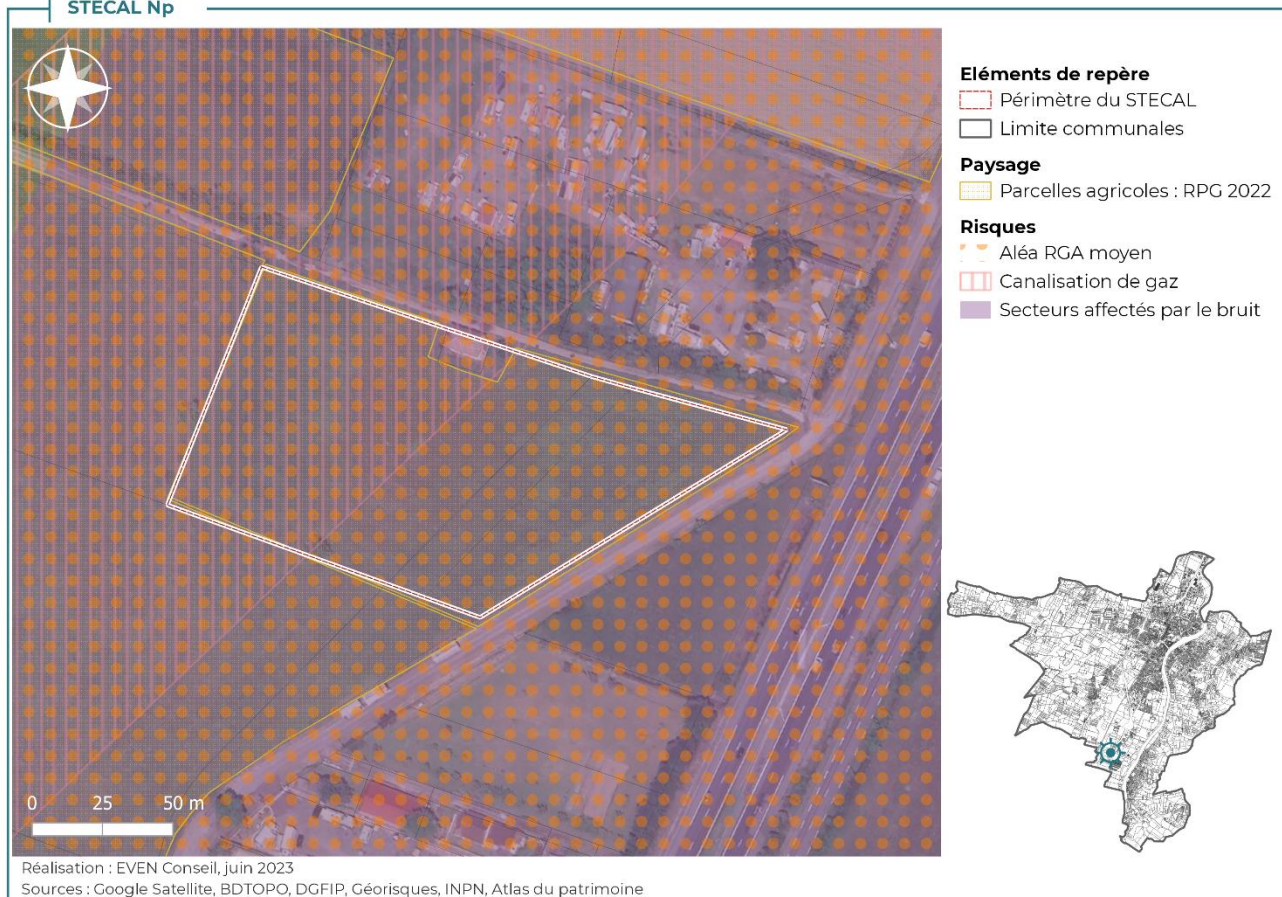 STECAL Np
Eléments de repère
Périmètre du STECAL
Limite communales
Paysage
Parcelles agricoles : RPG 2022
Risques
Aléa RGA moyen
Canalisation de gaz
Secteurs affectés par le bruit
0 25 50 m
Réalisation : EVEN Conseil, juin 2023
Sources : Google Satellite, BDTOPO, DGFIP, Géorisques, INPN, Atlas du patrimoine